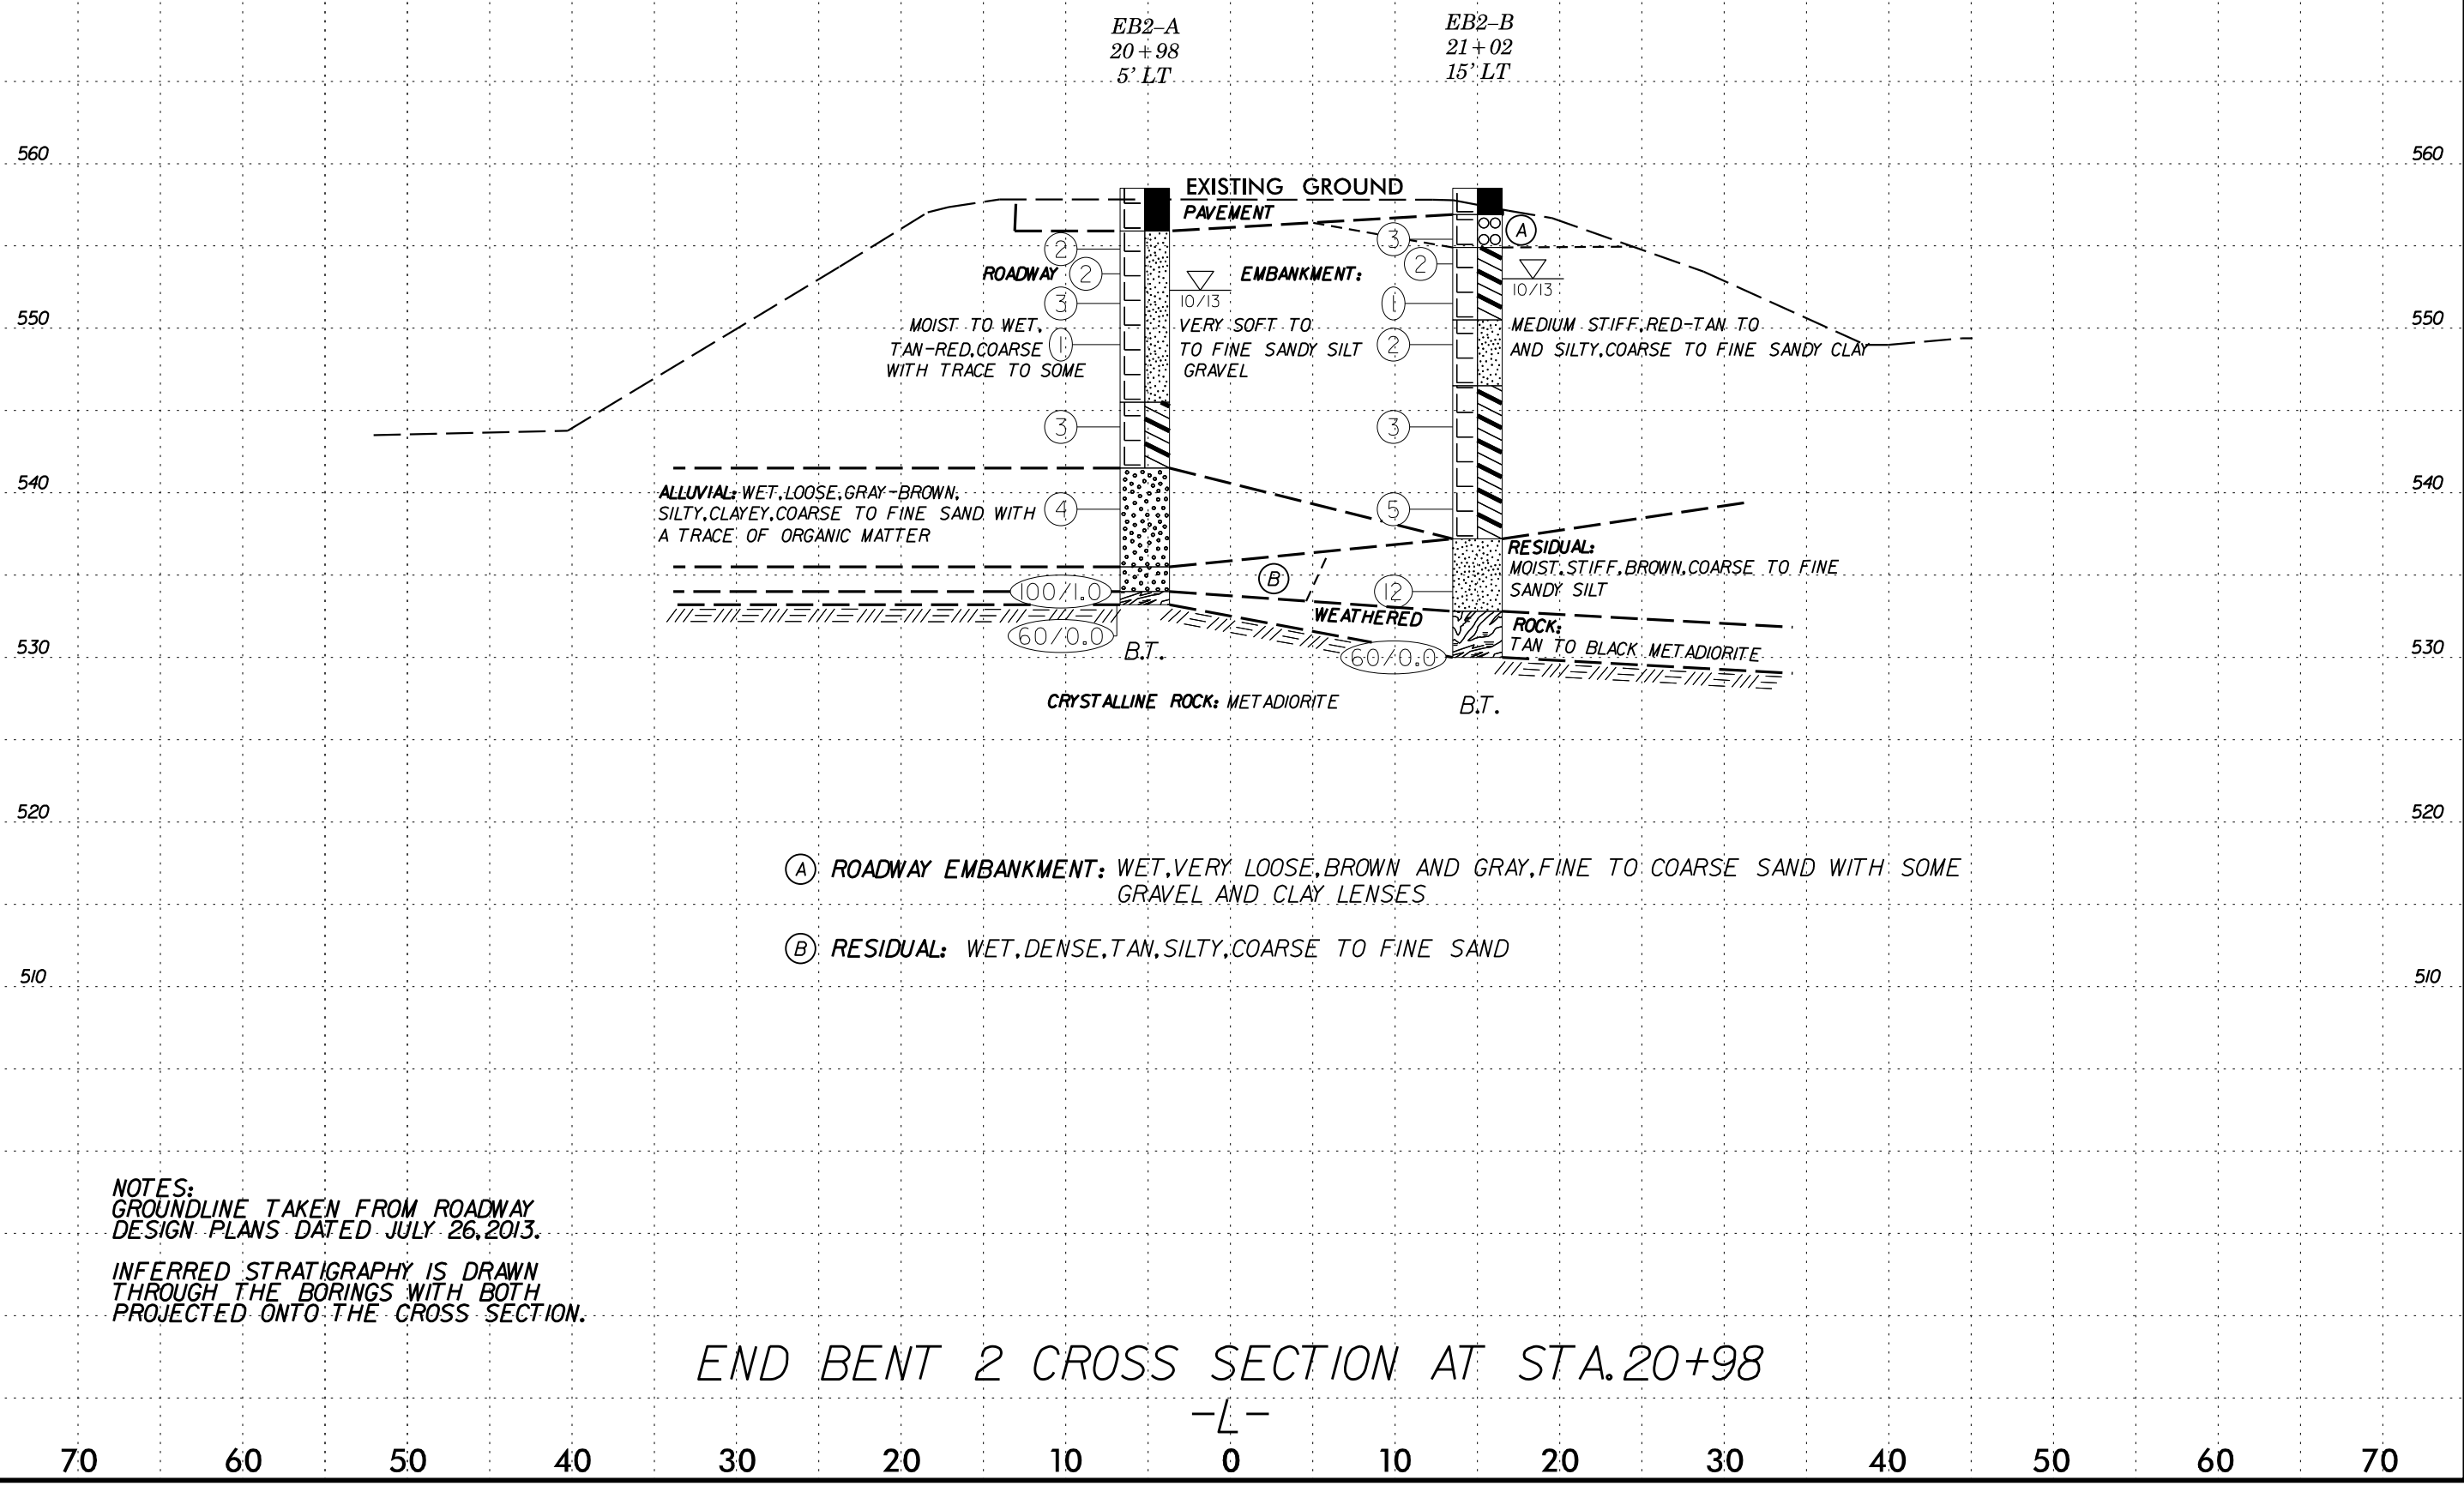 EB2–A
20+98
5' LT
EB2–B
21+02
15' LT
560
560
EXISTING GROUND
PAVEMENT
A
2
3
ROADWAY
2
EMBANKMENT:
2
10/13
10/13
3
1
550
550
MOIST TO WET,
VERY SOFT TO
MEDIUM STIFF,RED-TAN TO
TAN-RED,COARSE
1
TO FINE SANDY SILT
2
AND SILTY,COARSE TO FINE SANDY CLAY
WITH TRACE TO SOME
GRAVEL
3
3
540
540
ALLUVIAL: WET,LOOSE,GRAY-BROWN,
SILTY,CLAYEY,COARSE TO FINE SAND WITH
4
5
A TRACE OF ORGANIC MATTER
RESIDUAL:
MOIST,STIFF,BROWN,COARSE TO FINE
SANDY SILT
B
100/1.0
12
WEATHERED
ROCK:
TAN TO BLACK METADIORITE
60/0.0
60/0.0
530
530
B.T.
CRYSTALLINE ROCK: METADIORITE
B.T.
520
520
A ROADWAY EMBANKMENT: WET,VERY LOOSE,BROWN AND GRAY,FINE TO COARSE SAND WITH SOME
GRAVEL AND CLAY LENSES
B RESIDUAL: WET,DENSE,TAN,SILTY,COARSE TO FINE SAND
510
510
NOTES:
GROUNDLINE TAKEN FROM ROADWAY
DESIGN PLANS DATED JULY 26,2013.
INFERRED STRATIGRAPHY IS DRAWN
THROUGH THE BORINGS WITH BOTH
PROJECTED ONTO THE CROSS SECTION.
END BENT 2 CROSS SECTION AT STA.20+98
-L-
70 60 50 40 30 20 10 0 10 20 30 40 50 60 70